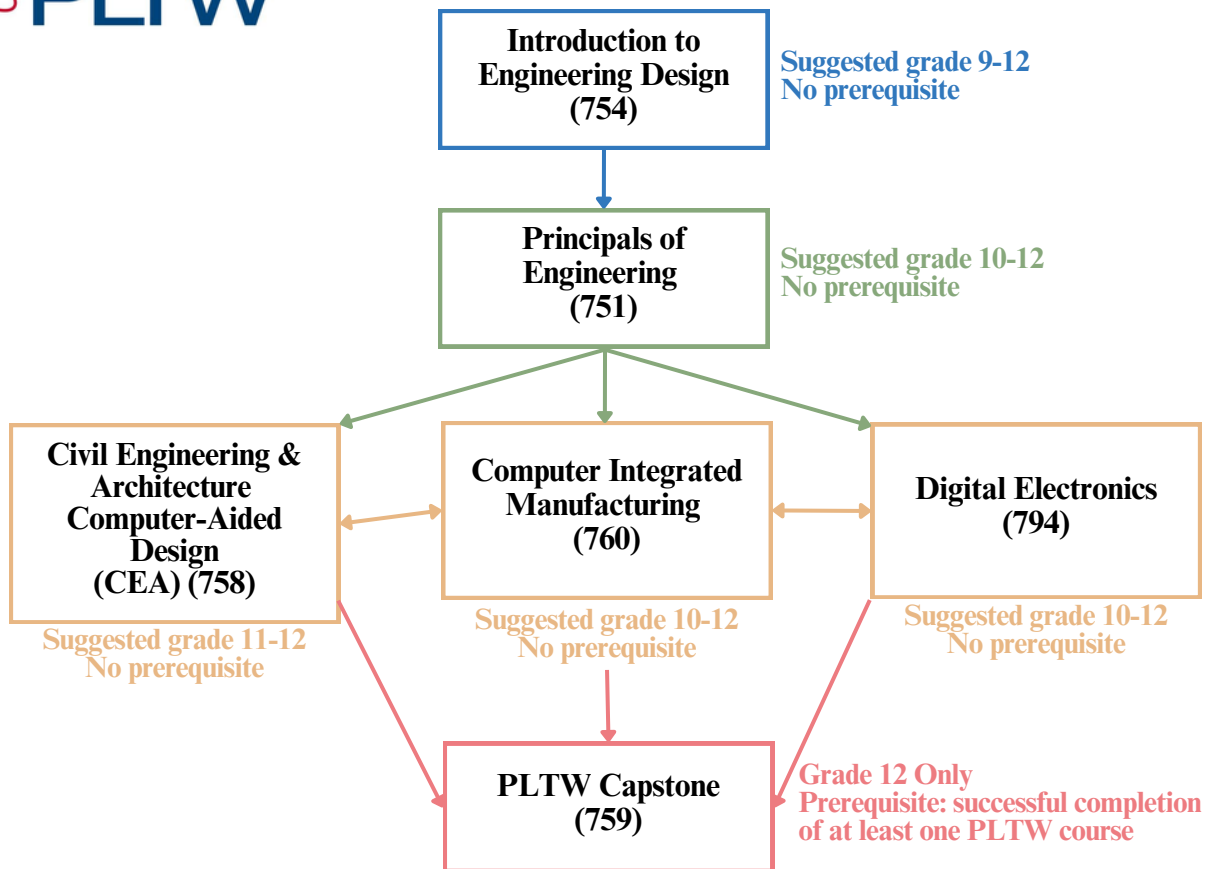 PLTW
Introduction to
Engineering Design
(754)
Suggested grade 9-12
No prerequisite
Principals of
Engineering
(751)
Suggested grade 10-12
No prerequisite
Civil Engineering &
Architecture
Computer-Aided
Design
(CEA) (758)
Suggested grade 11-12
No prerequisite
Computer Integrated
Manufacturing
(760)
Suggested grade 10-12
No prerequisite
Digital Electronics
(794)
Suggested grade 10-12
No prerequisite
PLTW Capstone
(759)
Grade 12 Only
Prerequisite: successful completion
of at least one PLTW course